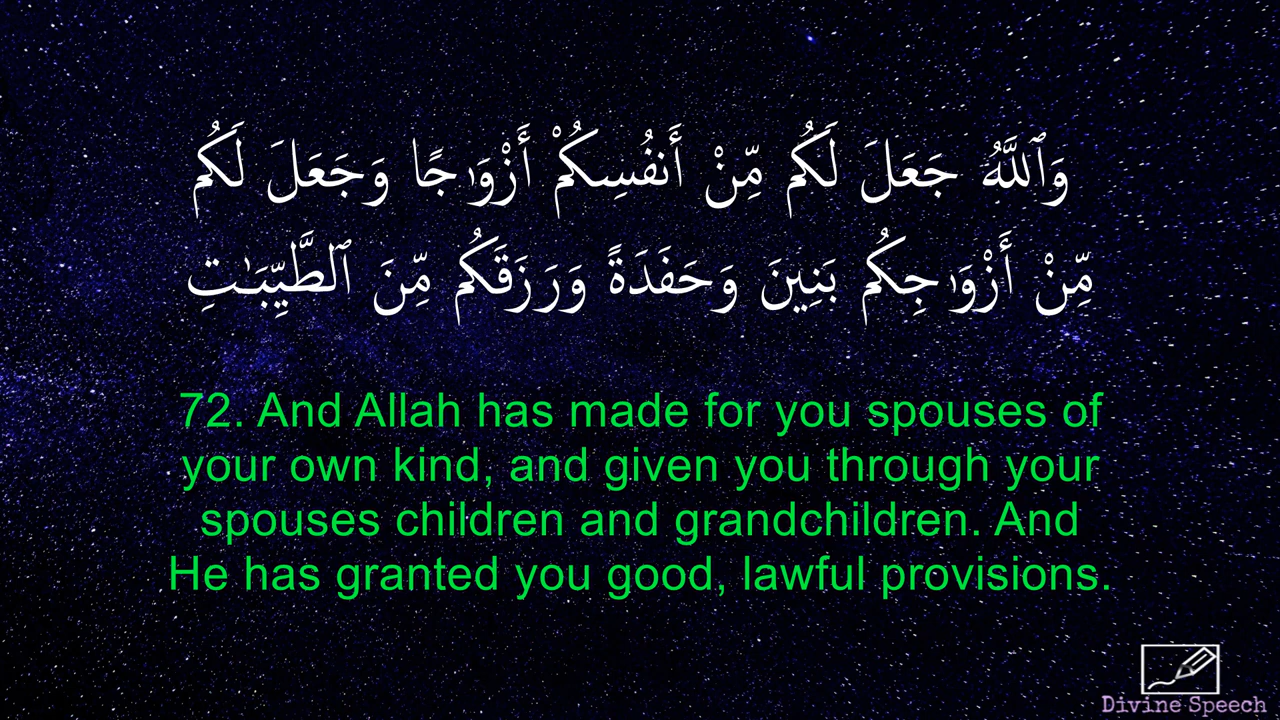 وَٱللَّهُ جَعَلَ لَكُم مِّنْ أَنفُسِكُمْ أَزْوَٰجًا وَجَعَلَ لَكُم
مِّنْ أَزْوَٰجِكُم بَنِينَ وَحَفَدَةً وَرَزَقَكُم مِّنَ ٱلطَّيِّبَـٰتِ
72. And Allah has made for you spouses of
your own kind, and given you through your
spouses children and grandchildren. And
He has granted you good, lawful provisions.
Divine Speech